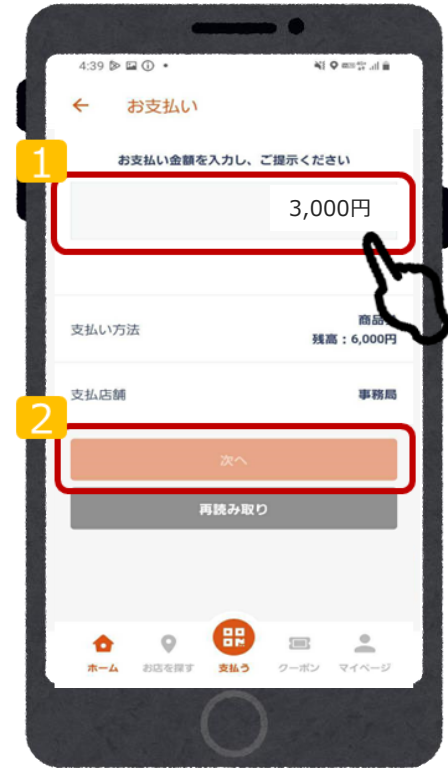 4:39
お支払い
1
お支払い金額を入力し、ご提示ください
3,000円
支払い方法
商品
残高：6,000円
支払店舗
事務局
2
次へ
再読み取り
ホーム
お店を探す
支払う
クーポン
マイページ